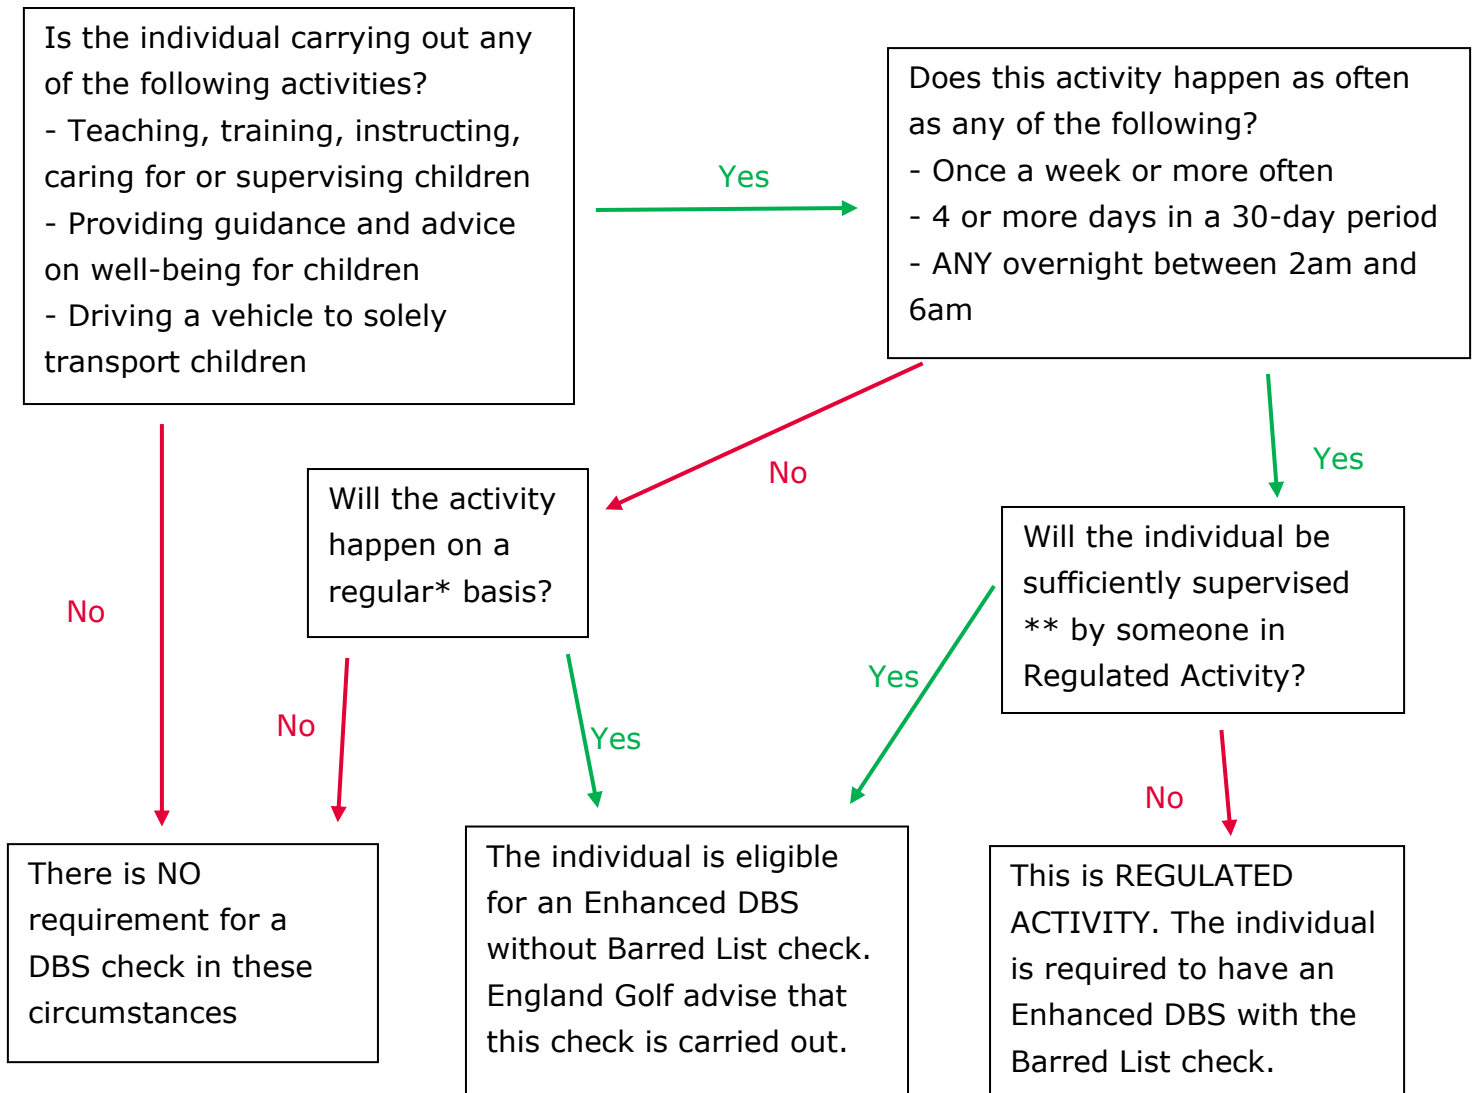 Is the individual carrying out any
of the following activities?
- Teaching, training, instructing,
caring for or supervising children
- Providing guidance and advice
on well-being for children
- Driving a vehicle to solely
transport children
Yes
Does this activity happen as often
as any of the following?
- Once a week or more often
- 4 or more days in a 30-day period
- ANY overnight between 2am and
6am
No
Yes
No
Will the activity
happen on a
regular* basis?
Will the individual be
sufficiently supervised
** by someone in
Regulated Activity?
No
Yes
Yes
No
There is NO
requirement for a
DBS check in these
circumstances
The individual is eligible
for an Enhanced DBS
without Barred List check.
England Golf advise that
this check is carried out.
This is REGULATED
ACTIVITY. The individual
is required to have an
Enhanced DBS with the
Barred List check.